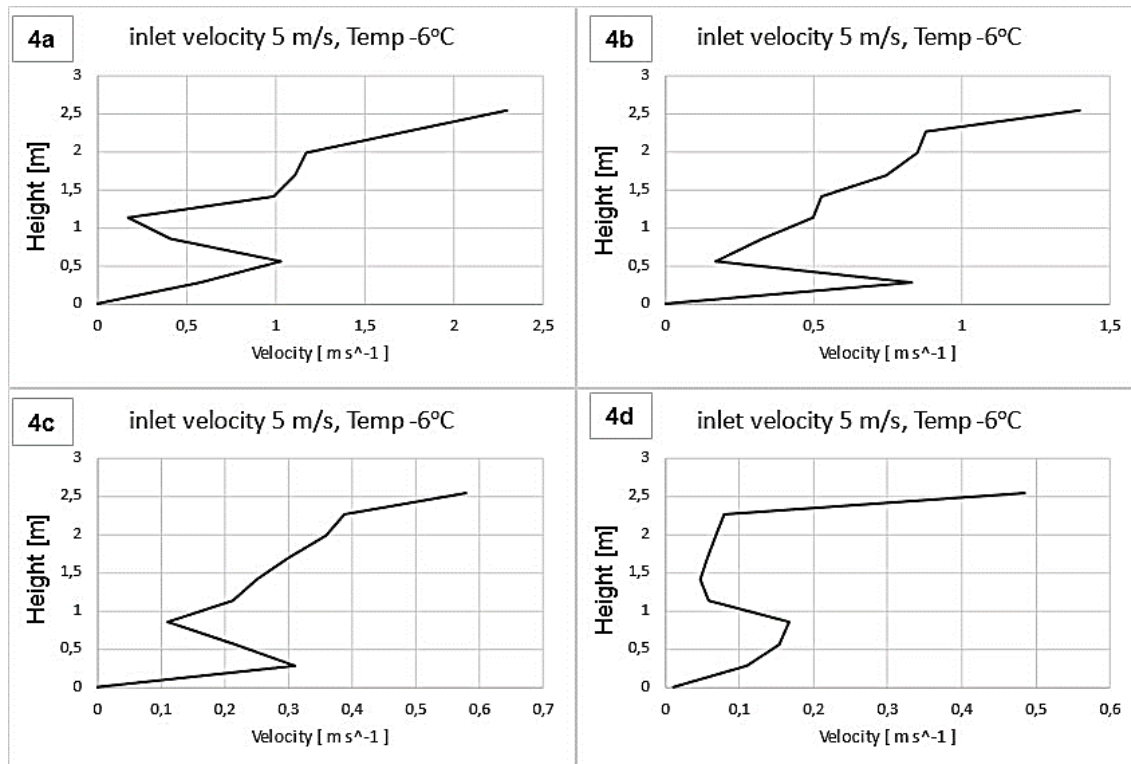 4a
inlet velocity 5 m/s, Temp -6°C
3
2,5
2
1,5
1
0,5
0
Height [m]
0 0,5 1 1,5 2 2,5
Velocity [ m s^-1 ]
4b
inlet velocity 5 m/s, Temp -6°C
3
2,5
2
1,5
1
0,5
0
Height [m]
0 0,5 1 1,5
Velocity [ m s^-1 ]
4c
inlet velocity 5 m/s, Temp -6°C
3
2,5
2
1,5
1
0,5
0
Height [m]
0 0,1 0,2 0,3 0,4 0,5 0,6 0,7
Velocity [ m s^-1 ]
4d
inlet velocity 5 m/s, Temp -6°C
3
2,5
2
1,5
1
0,5
0
Height [m]
0 0,1 0,2 0,3 0,4 0,5 0,6
Velocity [ m s^-1 ]